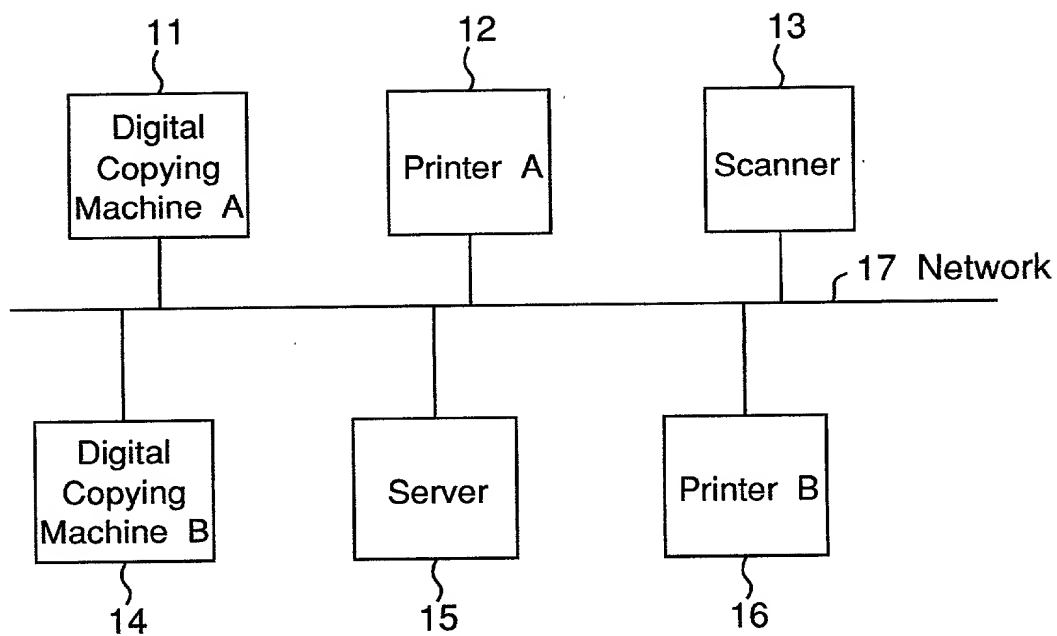 11
12
13
Digital
Copying
Machine A
Printer A
Scanner
17 Network
Digital
Copying
Machine B
Server
Printer B
14
15
16